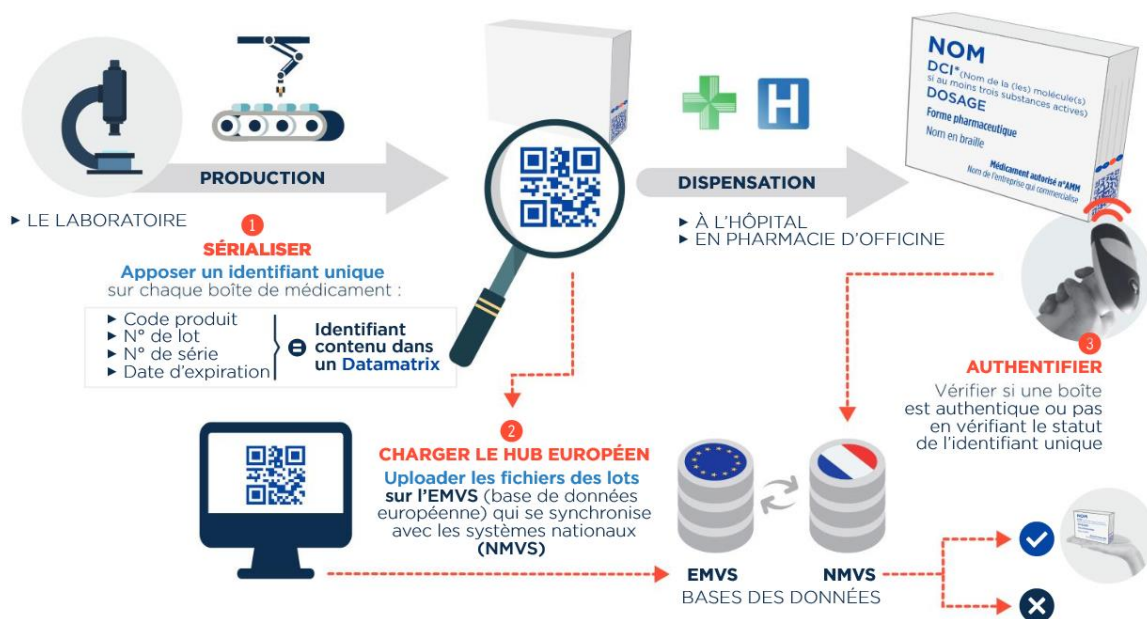 PRODUCTION
► LE LABORATOIRE
1
SÉRIALISER
Apposer un identifiant unique
sur chaque boîte de médicament :
► Code produit
► N° de lot
► N° de série
► Date d'expiration
= Identifiant
contenu dans
un Datamatrix
H
DISPENSATION
► À L'HÔPITAL
► EN PHARMACIE D'OFFICINE
NOM
DCI* (Nom de la (les) molécule(s)
si au moins trois substances actives)
DOSAGE
Forme pharmaceutique
Nom en braille
Médicament autorisé n°AMM
Nom de l'entreprise qui commercialise
2
CHARGER LE HUB EUROPÉEN
Uploader les fichiers des lots
sur l'EMVS (base de données
européenne) qui se synchronise
avec les systèmes nationaux
(NMVS)
3
AUTHENTIFIER
Vérifier si une boîte
est authentique ou pas
en vérifiant le statut
de l'identifiant unique
EMVS
NMVS
BASES DES DONNÉES
NOM